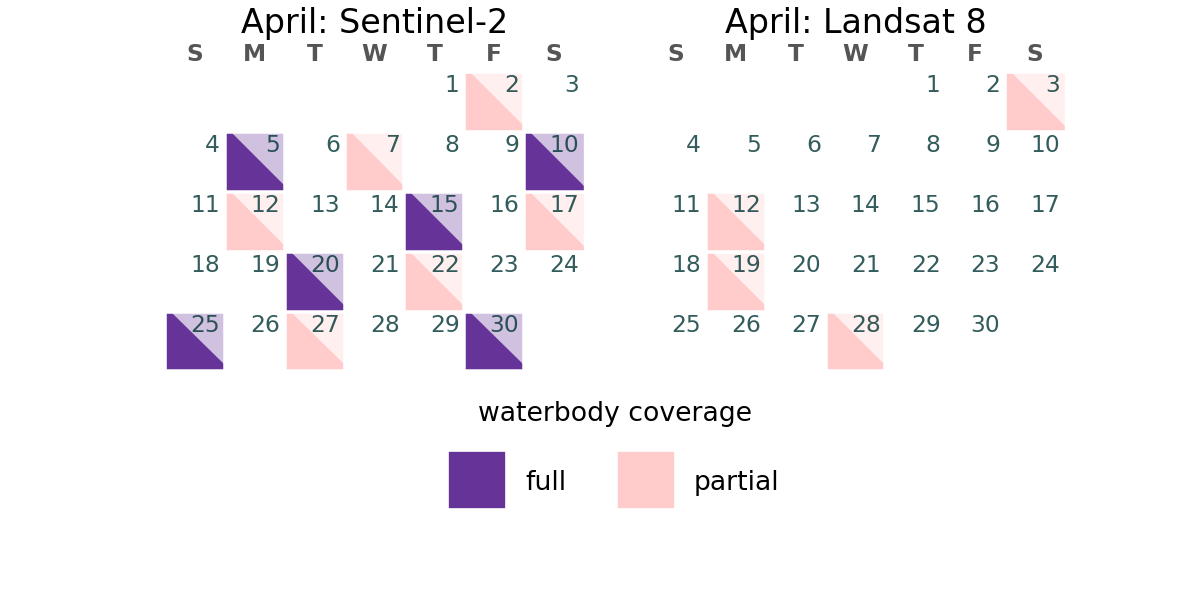 April: Sentinel-2
S M T W T F S
1 2 3
4 5 6 7 8 9 10
11 12 13 14 15 16 17
18 19 20 21 22 23 24
25 26 27 28 29 30
April: Landsat 8
S M T W T F S
1 2 3
4 5 6 7 8 9 10
11 12 13 14 15 16 17
18 19 20 21 22 23 24
25 26 27 28 29 30
waterbody coverage
full
partial